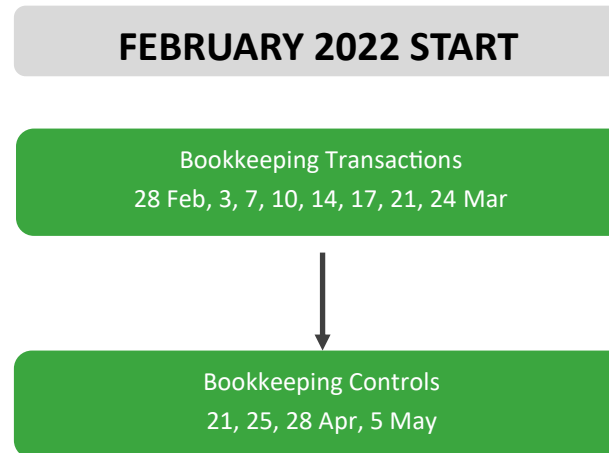 FEBRUARY 2022 START
Bookkeeping Transactions
28 Feb, 3, 7, 10, 14, 17, 21, 24 Mar
Bookkeeping Controls
21, 25, 28 Apr, 5 May